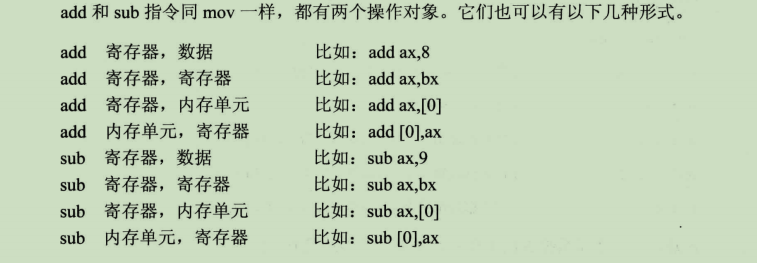 add 和 sub 指令同 mov 一样，都有两个操作对象。它们也可以有以下几种形式。
add 寄存器，数据 比如：add ax,8
add 寄存器，寄存器 比如：add ax,bx
add 寄存器，内存单元 比如：add ax,[0]
add 内存单元，寄存器 比如：add [0],ax
sub 寄存器，数据 比如：sub ax,9
sub 寄存器，寄存器 比如：sub ax,bx
sub 寄存器，内存单元 比如：sub ax,[0]
sub 内存单元，寄存器 比如：sub [0],ax